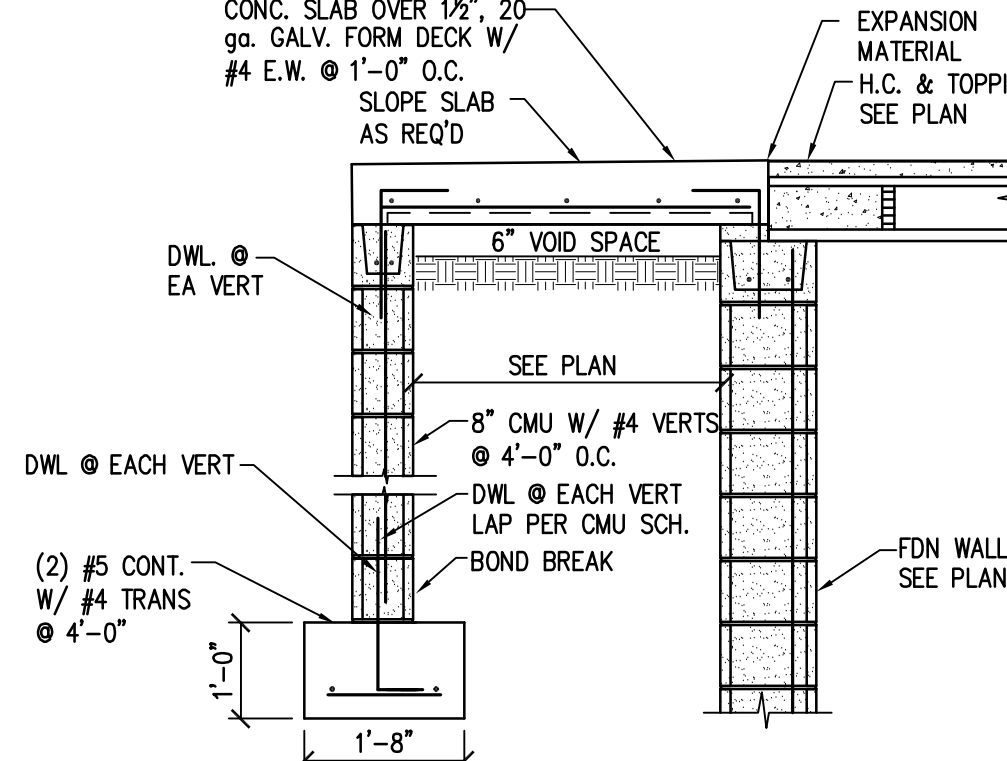 CONC. SLAB OVER 1½", 20
ga. GALV. FORM DECK W/
#4 E.W. @ 1'-0" O.C.
SLOPE SLAB
AS REQ'D
EXPANSION
MATERIAL
H.C. & TOPPI
SEE PLAN
6" VOID SPACE
DWL. @
EA VERT
SEE PLAN
8" CMU W/ #4 VERTS
@ 4'-0" O.C.
DWL @ EACH VERT
DWL @ EACH VERT
LAP PER CMU SCH.
BOND BREAK
(2) #5 CONT.
W/ #4 TRANS
@ 4'-0"
FDN WALL
SEE PLAN
1'-0"
1'-8"